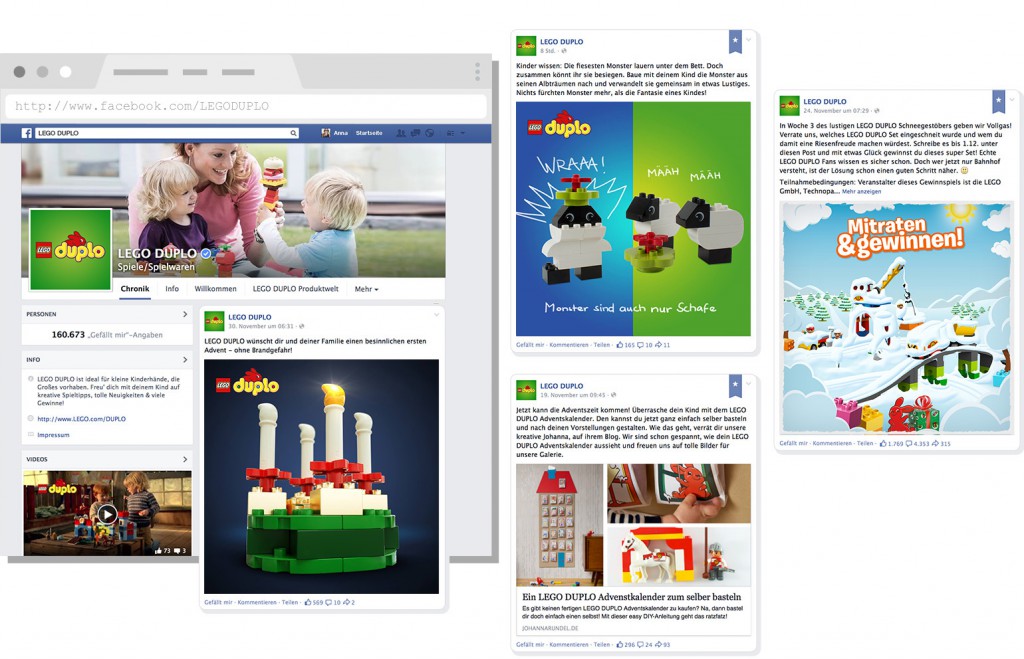 http://www.facebook.com/LEGODUPLO
LEGO DUPLO
Anna Startseite
LEGO duplo
LEGO DUPLO
Spiele/Spielwaren
Chronik Info Willkommen LEGO DUPLO Produktwelt Mehr
PERSONEN
160.673 „Gefällt mir“-Angaben
INFO
LEGO DUPLO ist ideal für kleine Kinderhände, die
Großes vorhaben. Freu' dich mit deinem Kind auf
kreative Spieltipps, tolle Neuigkeiten & viele
Gewinne!
http://www.LEGO.com/DUPLO
Impressum
VIDEOS
LEGO duplo
73 3
LEGO DUPLO
30. November um 06:31 ·
LEGO DUPLO wünscht dir und deiner Familie einen besinnlichen ersten
Advent – ohne Brandgefahr!
LEGO duplo
Gefällt mir · Kommentieren · Teilen · 569 10 2
LEGO DUPLO
8 Std. ·
Kinder wissen: Die fiesesten Monster lauern unter dem Bett. Doch
zusammen könnt ihr sie besiegen. Baue mit deinem Kind die Monster aus
seinen Albträumen nach und verwandelt sie gemeinsam in etwas Lustiges.
Nichts fürchten Monster mehr, als die Fantasie eines Kindes!
LEGO duplo
WRAAA!
MÄÄH
MÄÄH
Monster sind auch nur Schafe
Gefällt mir · Kommentieren · Teilen · 165 10 11
LEGO DUPLO
19. November um 09:45 ·
Jetzt kann die Adventszeit kommen! Überrasche dein Kind mit dem LEGO
DUPLO Adventskalender. Den kannst du jetzt ganz einfach selber basteln
und nach deinen Vorstellungen gestalten. Wie das geht, verrät dir unsere
kreative Johanna, auf ihrem Blog. Wir sind schon gespannt, wie dein LEGO
DUPLO Adventskalender aussieht und freuen uns auf tolle Bilder für
unsere Galerie.
Ein LEGO DUPLO Advenstkalender zum selber basteln
Es gibt keinen fertigen LEGO DUPLO Adventskalender zu kaufen? Na, dann bastel
dir doch einfach einen selbst! Mit dieser easy DIY-Anleitung geht das ratzfatz!
JOHANNARUNDEL.DE
Gefällt mir · Kommentieren · Teilen · 296 24 93
LEGO DUPLO
24. November um 07:29 ·
In Woche 3 des lustigen LEGO DUPLO Schneegestöbers geben wir Vollgas!
Verrate uns, welches LEGO DUPLO Set eingeschneit wurde und wem du
damit eine Riesenfreude machen würdest. Schreibe es bis 1.12. unter
diesen Post und mit etwas Glück gewinnst du dieses super Set! Echte
LEGO DUPLO Fans wissen es sicher schon. Doch wer jetzt nur Bahnhof
versteht, ist der Lösung schon einen guten Schritt näher.
Teilnahmebedingungen: Veranstalter dieses Gewinnspiels ist die LEGO
GmbH, Technopa... Mehr anzeigen
Mitraten
& gewinnen!
Gefällt mir · Kommentieren · Teilen · 1.769 4.353 315